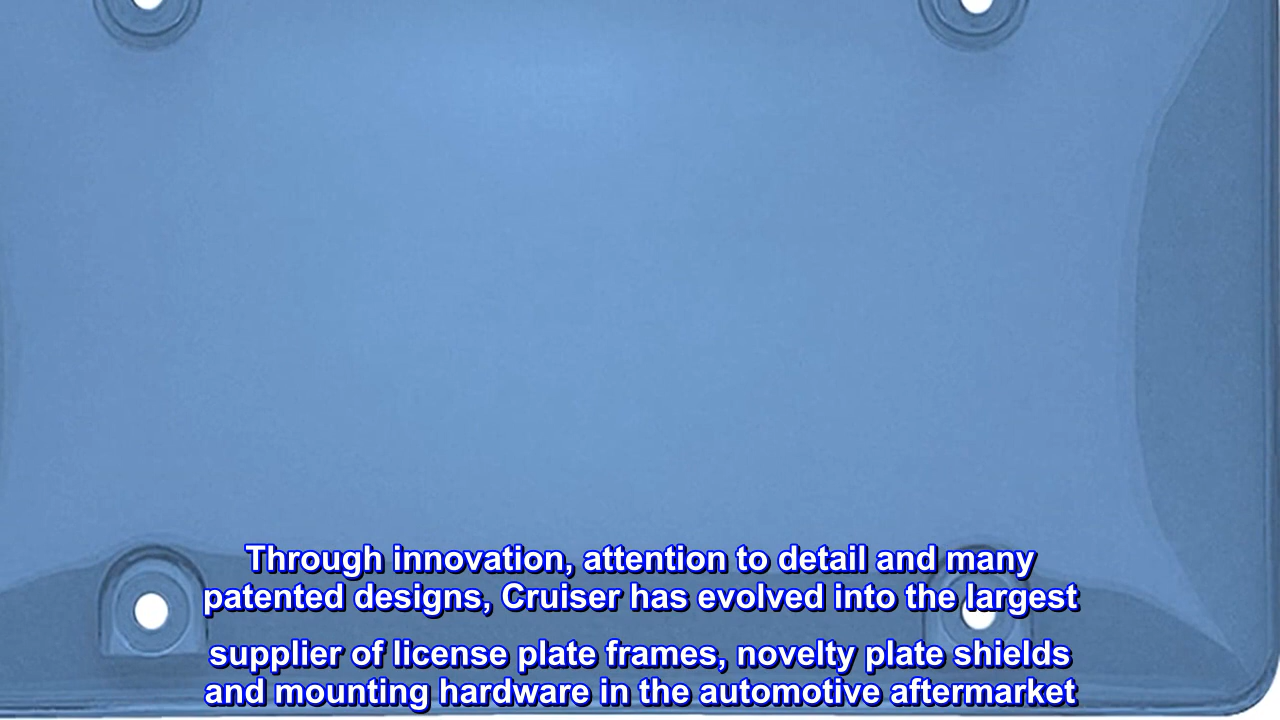 Through innovation, attention to detail and many
patented designs, Cruiser has evolved into the largest
supplier of license plate frames, novelty plate shields
and mounting hardware in the automotive aftermarket